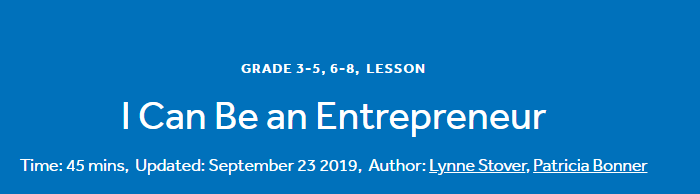 GRADE 3-5, 6-8, LESSON
I Can Be an Entrepreneur
Time: 45 mins, Updated: September 23 2019, Author: Lynne Stover, Patricia Bonner